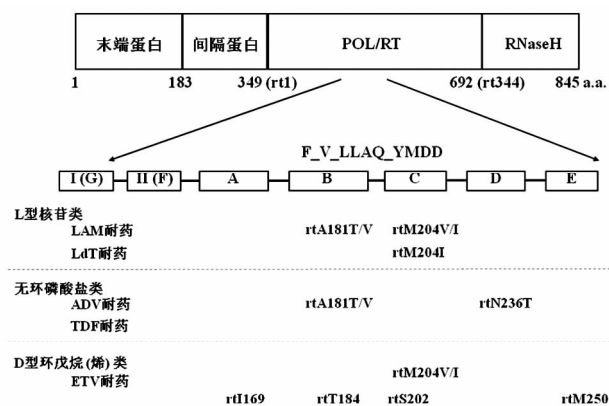 末端蛋白 间隔蛋白 POL/RT RNaseH
1 183 349 (rt1) 692 (rt344) 845 a.a.
F_V_LLAQ_YMDD
I (G) II (F) A B C D E
L型核苷类
LAM耐药 rtA181T/V rtM204V/I
LdT耐药 rtM204I
无环磷酸盐类
ADV耐药 rtA181T/V rtN236T
TDF耐药
D型环戊烷(烯)类
rtM204V/I
ETV耐药
rtI169 rtT184 rtS202 rtM250